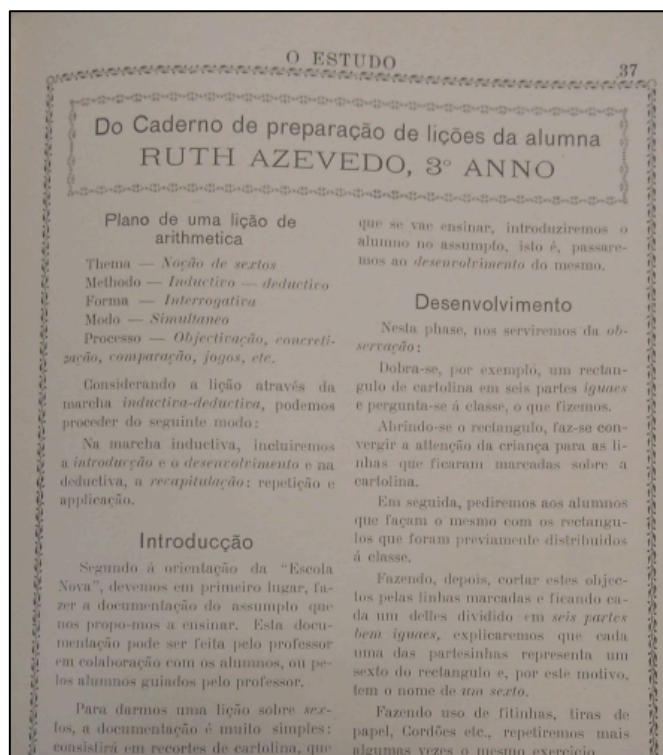 O ESTUDO
37
Do Caderno de preparação de lições da alumna
RUTH AZEVEDO, 3º ANNO
Plano de uma lição de
arithmetica
Thema — Noção de sextos
Methodo — Inductivo — deductivo
Forma — Interrogativa
Modo — Simultaneo
Processo — Objectivação, concreti-
zação, comparação, jogos, etc.
Considerando a lição através da
marcha inductiva-deductiva, podemos
proceder do seguinte modo:
Na marcha inductiva, incluiremos
a introducção e o desenvolvimento e na
deductiva, a recapitulação: repetição e
applicação.
Introducção
Segundo á orientação da “Escola
Nova”, devemos em primeiro lugar, fa-
zer a documentação do assumpto que
nos propo-mos a ensinar. Esta docu-
mentação pode ser feita pelo professor
em colaboração com os alumnos, ou pe-
los alumnos guiados pelo professor.
Para darmos uma lição sobre sex-
tos, a documentação é muito simples:
consistirá em recortes de cartolina, que
que se vae ensinar, introduziremos o
alumno no assumpto, isto é, passare-
mos ao desenvolvimento do mesmo.
Desenvolvimento
Nesta phase, nos serviremos da ob-
servação:
Dobra-se, por exemplo, um rectan-
gulo de cartolina em seis partes iguaes
e pergunta-se á classe, o que fizemos.
Abrindo-se o rectangulo, faz-se con-
vergir a attenção da criança para as li-
nhas que ficaram marcadas sobre a
cartolina.
Em seguida, pediremos aos alumnos
que façam o mesmo com os rectangu-
los que foram previamente distribuidos
á classe.
Fazendo, depois, cortar estes objec-
tos pelas linhas marcadas e ficando ca-
da um delles dividido em seis partes
bem iguaes, explicaremos que cada
uma das partesinhas representa um
sexto do rectangulo e, por este motivo,
tem o nome de um sexto.
Fazendo uso de fitinhas, tiras de
papel, Cordões etc., repetiremos mais
algumas vezes o mesmo exercicio.